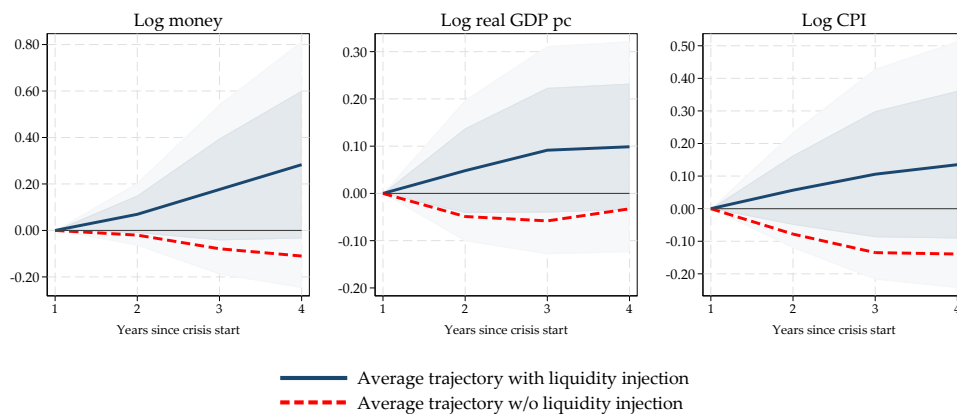 Log money
0.80
0.60
0.40
0.20
0.00
-0.20
1 2 3 4
Years since crisis start
Log real GDP pc
0.30
0.20
0.10
0.00
-0.10
-0.20
1 2 3 4
Years since crisis start
Log CPI
0.50
0.40
0.30
0.20
0.10
0.00
-0.10
-0.20
1 2 3 4
Years since crisis start
Average trajectory with liquidity injection
Average trajectory w/o liquidity injection